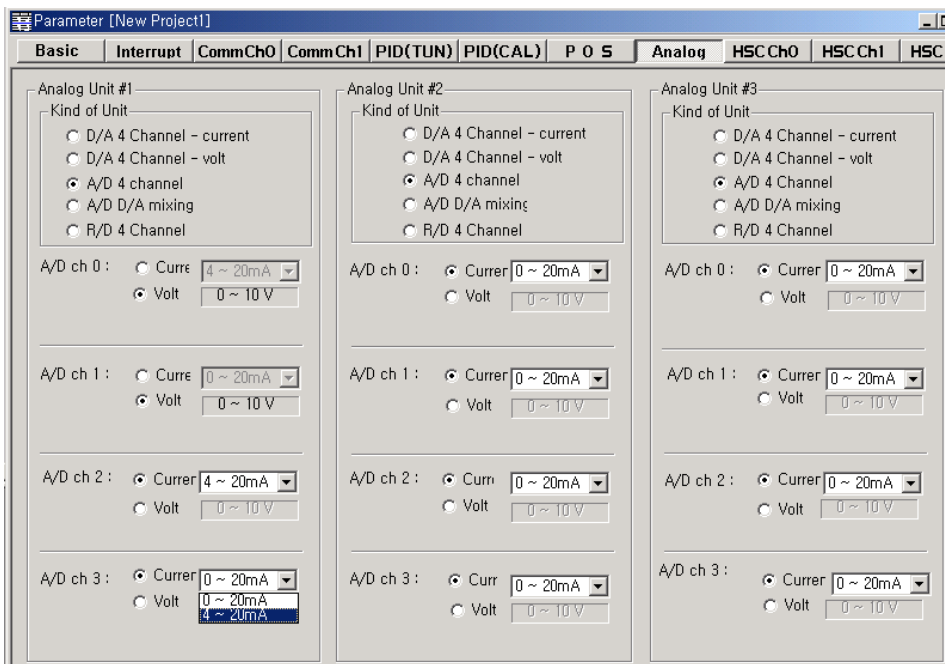 Parameter [New Project1]
Basic Interrupt CommCh0 CommCh1 PID(TUN) PID(CAL) P O S Analog HSCCh0 HSCCh1 HSC
Analog Unit #1
Kind of Unit
D/A 4 Channel - current
D/A 4 Channel - volt
A/D 4 channel
A/D D/A mixing
R/D 4 Channel
A/D ch 0 : Curre 4 ~ 20mA
Volt 0 ~ 10 V
A/D ch 1 : Curre 0 ~ 20mA
Volt 0 ~ 10 V
A/D ch 2 : Currer 4 ~ 20mA
Volt 0 ~ 10 V
A/D ch 3 : Currer 0 ~ 20mA
Volt 0 ~ 20mA
4 ~ 20mA
Analog Unit #2
Kind of Unit
D/A 4 Channel - current
D/A 4 Channel - volt
A/D 4 channel
A/D D/A mixing
R/D 4 Channel
A/D ch 0 : Currer 0 ~ 20mA
Volt 0 ~ 10 V
A/D ch 1 : Currer 0 ~ 20mA
Volt 0 ~ 10 V
A/D ch 2 : Curn 0 ~ 20mA
Volt 0 ~ 10 V
A/D ch 3 : Curr 0 ~ 20mA
Volt 0 ~ 10 V
Analog Unit #3
Kind of Unit
D/A 4 Channel - current
D/A 4 Channel - volt
A/D 4 Channel
A/D D/A mixing
R/D 4 Channel
A/D ch 0 : Currer 0 ~ 20mA
Volt 0 ~ 10 V
A/D ch 1 : Currer 0 ~ 20mA
Volt 0 ~ 10 V
A/D ch 2 : Currer 0 ~ 20mA
Volt 0 ~ 10 V
A/D ch 3 : Currer 0 ~ 20mA
Volt 0 ~ 10 V